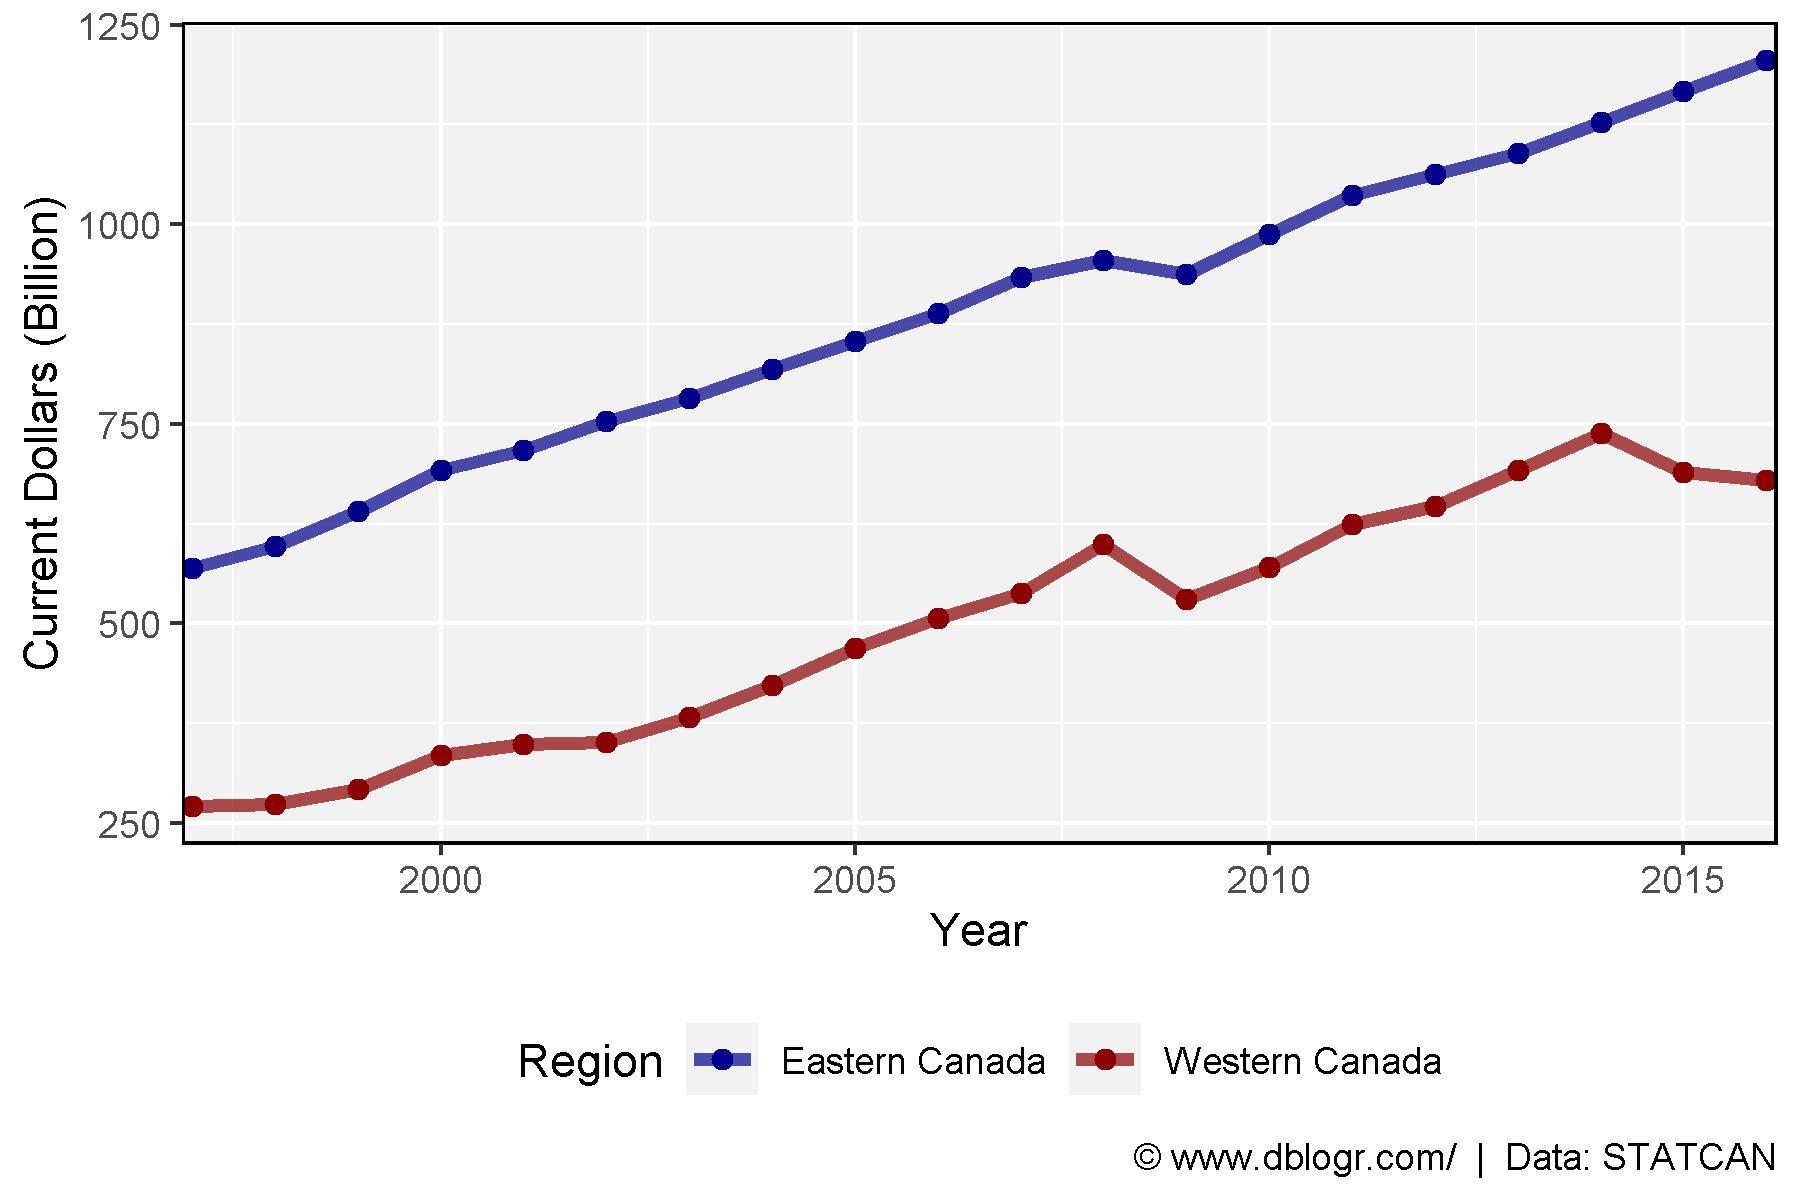 1250
1000
750
500
250
Current Dollars (Billion)
2000 2005 2010 2015
Year
Region Eastern Canada Western Canada
© www.dblogr.com/ | Data: STATCAN